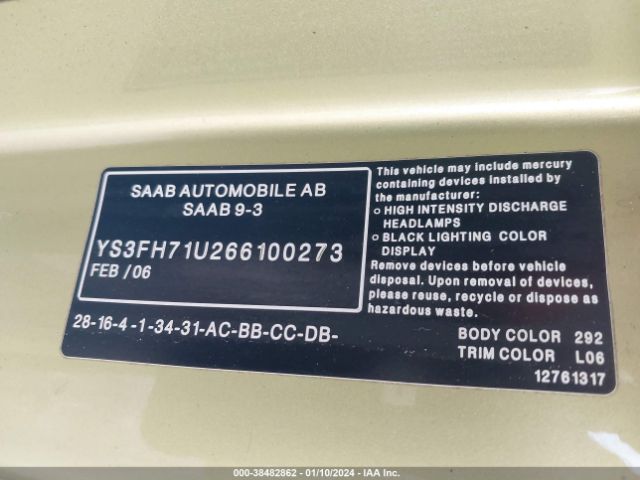 SAAB AUTOMOBILE AB
SAAB 9-3
YS3FH71U266100273
FEB /06
28-16-4 -1-34-31-AC-BB-CC-DB-
This vehicle may include mercury
containing devices installed by
the manufacturer:
○ HIGH INTENSITY DISCHARGE
HEADLAMPS
○ BLACK LIGHTING COLOR
DISPLAY
Remove devices before vehicle
disposal. Upon removal of devices,
please reuse, recycle or dispose as
hazardous waste.
BODY COLOR 292
TRIM COLOR L06
12761317
000-38482862 - 01/10/2024 - IAA Inc.